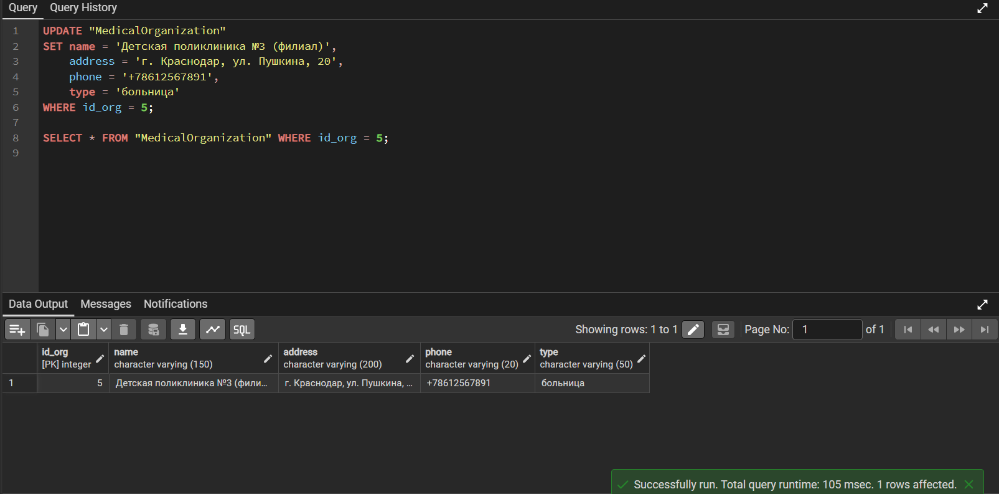 Query Query History
1 UPDATE "MedicalOrganization"
2 SET name = 'Детская поликлиника №3 (филиал)',
3 address = 'г. Краснодар, ул. Пушкина, 20',
4 phone = '+78612567891',
5 type = 'больница'
6 WHERE id_org = 5;
7
8 SELECT * FROM "MedicalOrganization" WHERE id_org = 5;
9
Data Output Messages Notifications
SQL Showing rows: 1 to 1 Page No: 1 of 1
id_org name address phone type
[PK] integer character varying (150) character varying (200) character varying (20) character varying (50)
1 5 Детская поликлиника №3 (фили... г. Краснодар, ул. Пушкина, ... +78612567891 больница
Successfully run. Total query runtime: 105 msec. 1 rows affected.